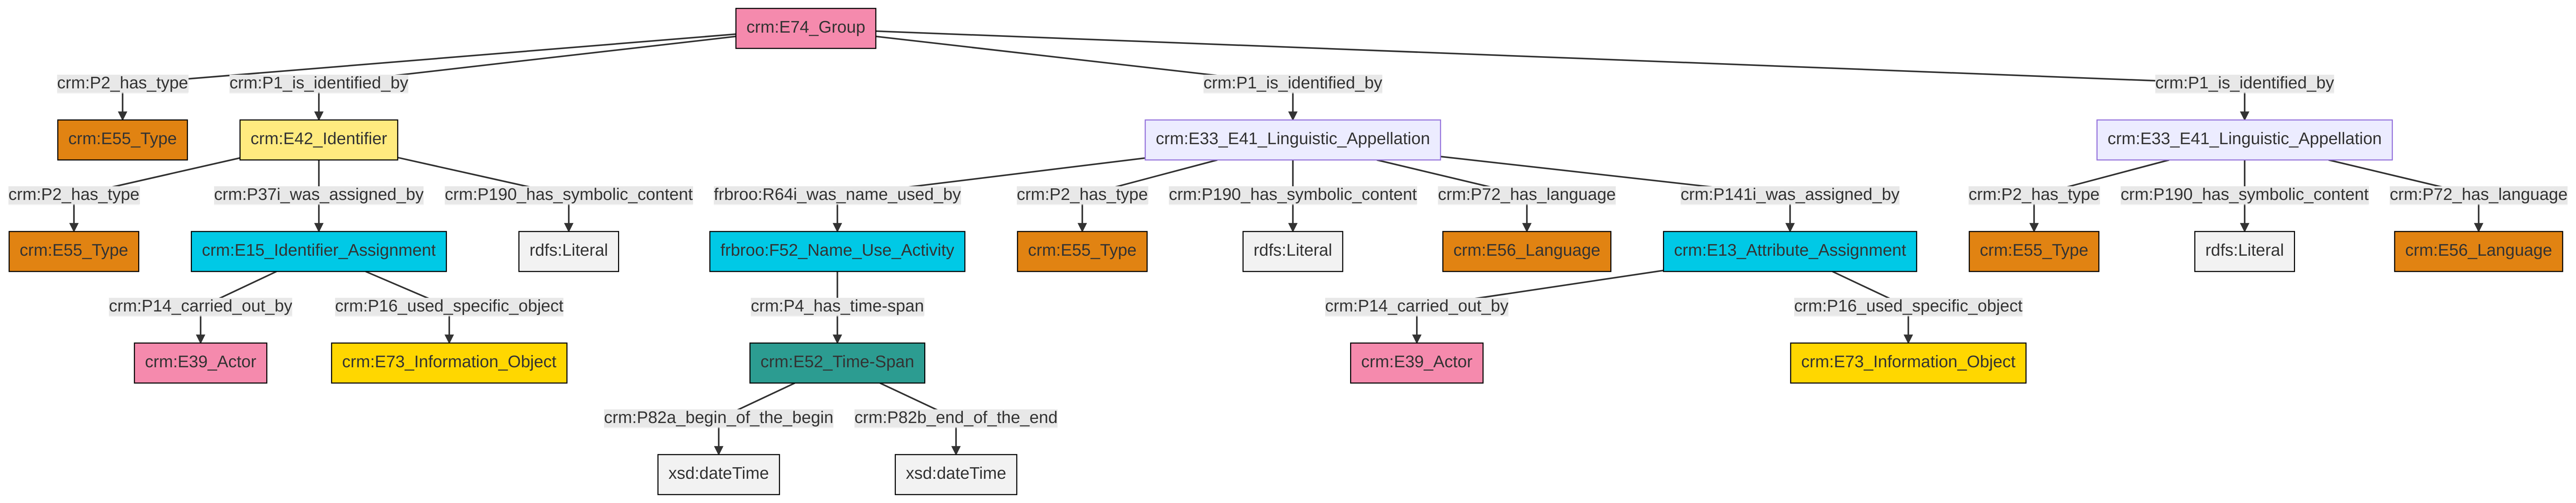 crm:E74_Group
crm:P2_has_type crm:P1_is_identified_by crm:P1_is_identified_by crm:P1_is_identified_by
crm:E55_Type crm:E42_Identifier crm:E33_E41_Linguistic_Appellation crm:E33_E41_Linguistic_Appellation
crm:P2_has_type crm:P37i_was_assigned_by crm:P190_has_symbolic_content frbroo:R64i_was_name_used_by crm:P2_has_type crm:P190_has_symbolic_content crm:P72_has_language crm:P141i_was_assigned_by crm:P2_has_type crm:P190_has_symbolic_content crm:P72_has_language
crm:E55_Type crm:E15_Identifier_Assignment rdfs:Literal frbroo:F52_Name_Use_Activity crm:E55_Type rdfs:Literal crm:E56_Language crm:E13_Attribute_Assignment crm:E55_Type rdfs:Literal crm:E56_Language
crm:P14_carried_out_by crm:P16_used_specific_object crm:P4_has_time-span crm:P14_carried_out_by crm:P16_used_specific_object
crm:E39_Actor crm:E73_Information_Object crm:E52_Time-Span crm:E39_Actor crm:E73_Information_Object
crm:P82a_begin_of_the_begin crm:P82b_end_of_the_end
xsd:dateTime xsd:dateTime